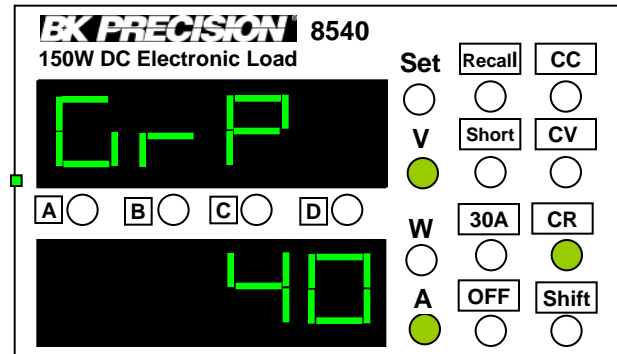 BK PRECISION® 8540
150W DC Electronic Load
Set Recall CC
GrP
V Short CV
A B C D
W 30A CR
40
A OFF Shift